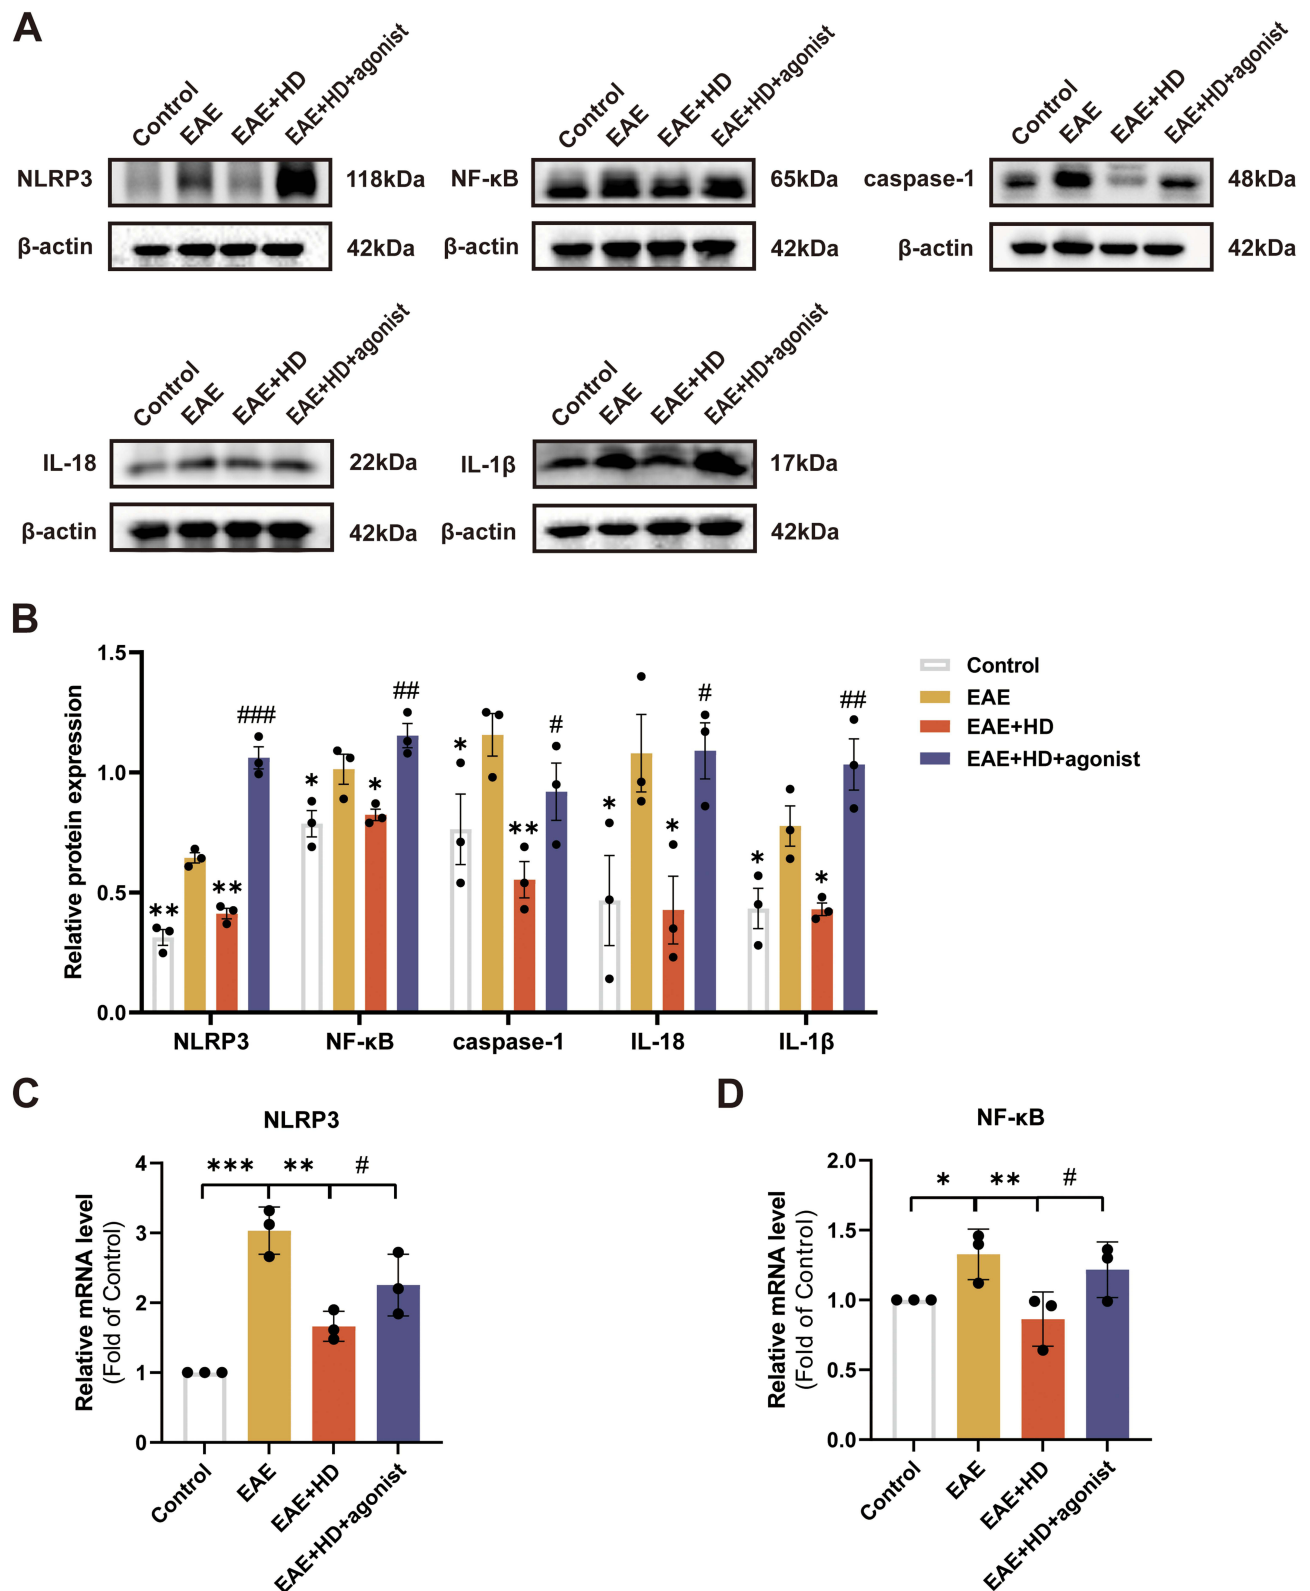 A
Control EAE EAE+HD EAE+HD+agonist
Control EAE EAE+HD EAE+HD+agonist
Control EAE EAE+HD EAE+HD+agonist
NLRP3 118kDa NF-κB 65kDa caspase-1 48kDa
β-actin 42kDa β-actin 42kDa β-actin 42kDa
Control EAE EAE+HD EAE+HD+agonist
Control EAE EAE+HD EAE+HD+agonist
IL-18 22kDa IL-1β 17kDa
β-actin 42kDa β-actin 42kDa
B
Relative protein expression
1.5
1.0
0.5
0.0
** ** ###
* * ##
* ** #
* * #
* * ##
NLRP3 NF-κB caspase-1 IL-18 IL-1β
Control
EAE
EAE+HD
EAE+HD+agonist
C
NLRP3
Relative mRNA level
(Fold of Control)
4
3
2
1
0
*** ** #
Control EAE EAE+HD EAE+HD+agonist
D
NF-κB
Relative mRNA level
(Fold of Control)
2.0
1.5
1.0
0.5
0.0
* ** #
Control EAE EAE+HD EAE+HD+agonist